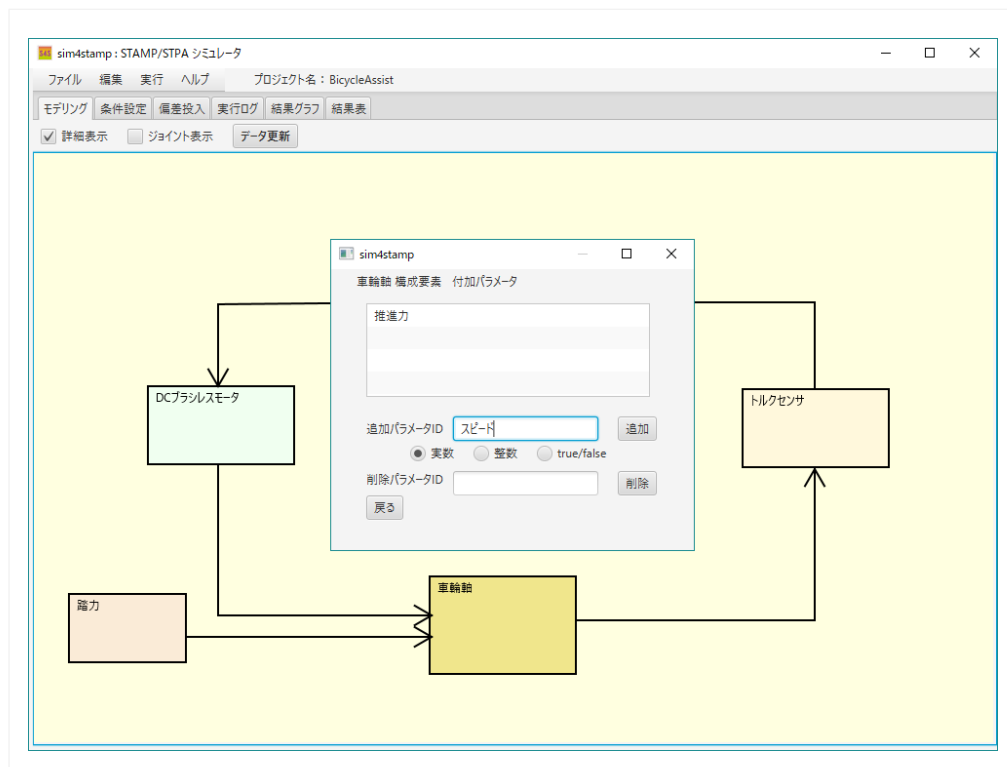 SAS sim4stamp : STAMP/STPA シミュレータ
ファイル 編集 実行 ヘルプ プロジェクト名：BicycleAssist
モデリング 条件設定 偏差投入 実行ログ 結果グラフ 結果表
詳細表示 ジョイント表示 データ更新
sim4stamp
車輪軸 構成要素 付加パラメータ
推進力
DCブラシレスモータ
トルクセンサ
追加パラメータID スピード 追加
実数 整数 true/false
削除パラメータID 削除
戻る
車輪軸
踏力